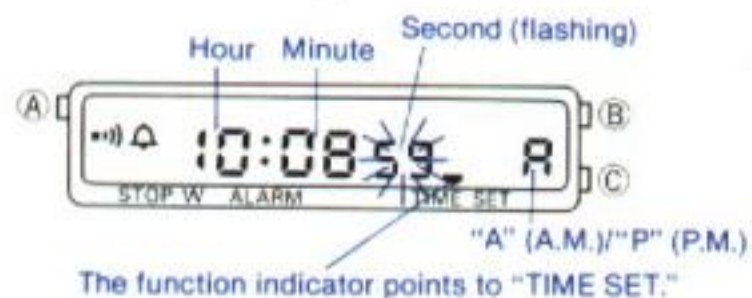 Second (flashing)
Hour Minute
A
B
10:08 59 A
C
STOP W ALARM TIME SET
"A" (A.M.)/"P" (P.M.)
The function indicator points to "TIME SET."